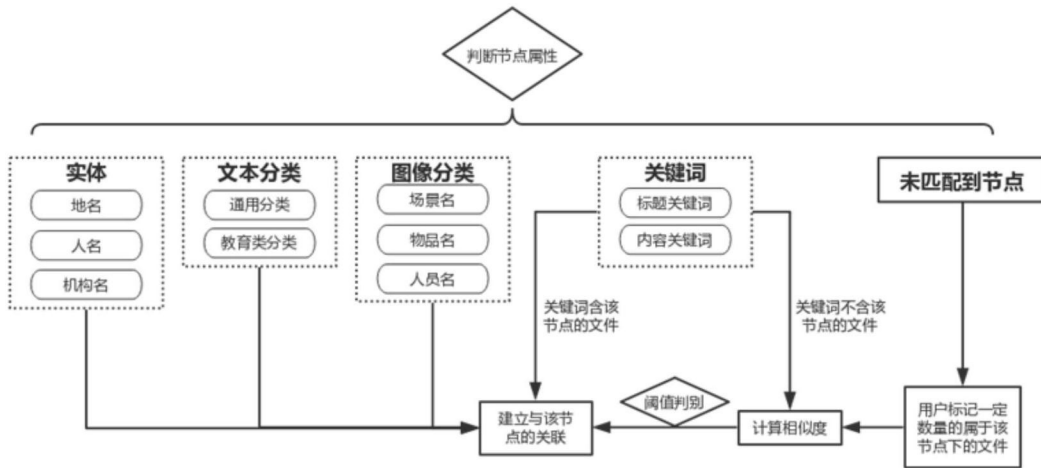 判断节点属性
实体
地名
人名
机构名
文本分类
通用分类
教育类分类
图像分类
场景名
物品名
人员名
关键词
标题关键词
内容关键词
未匹配到节点
关键词含该
节点的文件
关键词不含该
节点的文件
建立与该节
点的关联
阈值判别
计算相似度
用户标记一定
数量的属于该
节点下的文件